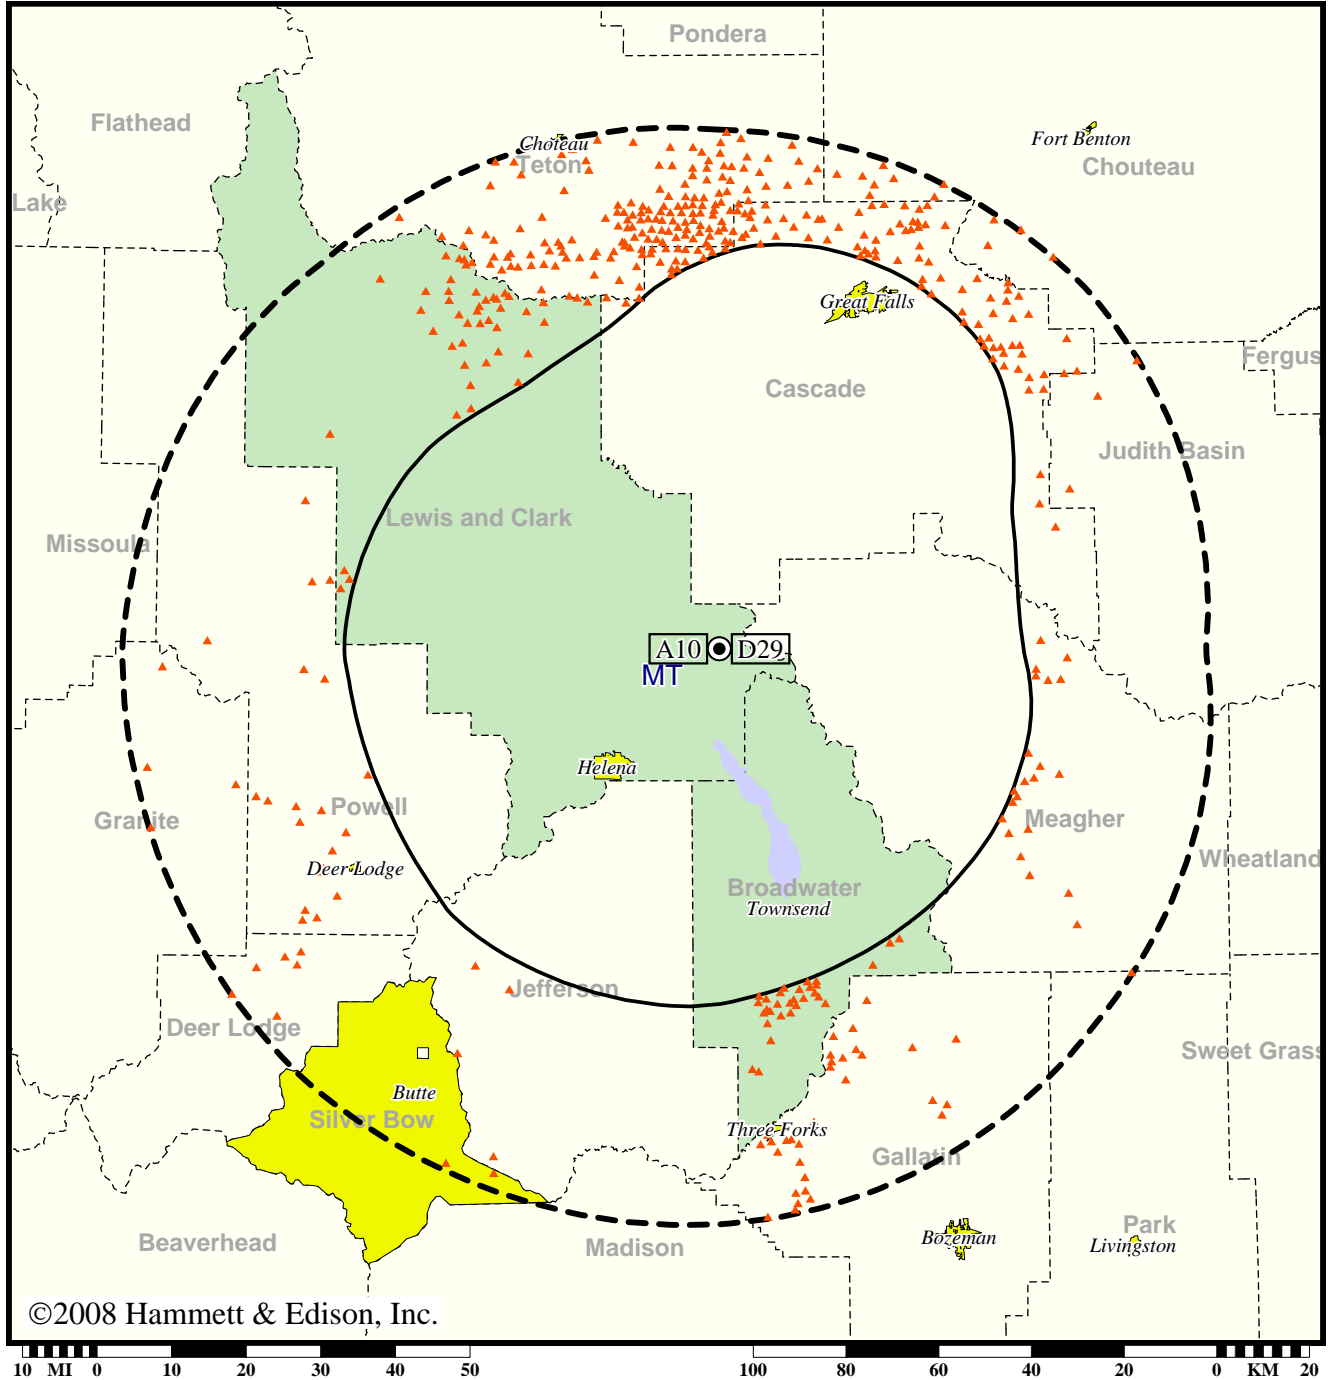 Pondera
Flathead
Choteau
Fort Benton
Teton
Chouteau
Lake
Great Falls
Fergus
Cascade
Judith Basin
Lewis and Clark
Missoula
A10 D29
MT
Helena
Powell
Granite
Meagher
Deer Lodge
Wheatland
Broadwater
Townsend
Jefferson
Deer Lodge
Sweet Grass
Butte
Silver Bow
Three Forks
Gallatin
Park
Bozeman
Livingston
Beaverhead
Madison
©2008 Hammett & Edison, Inc.
10 MI 0 10 20 30 40 50 100 80 60 40 20 0 KM 20